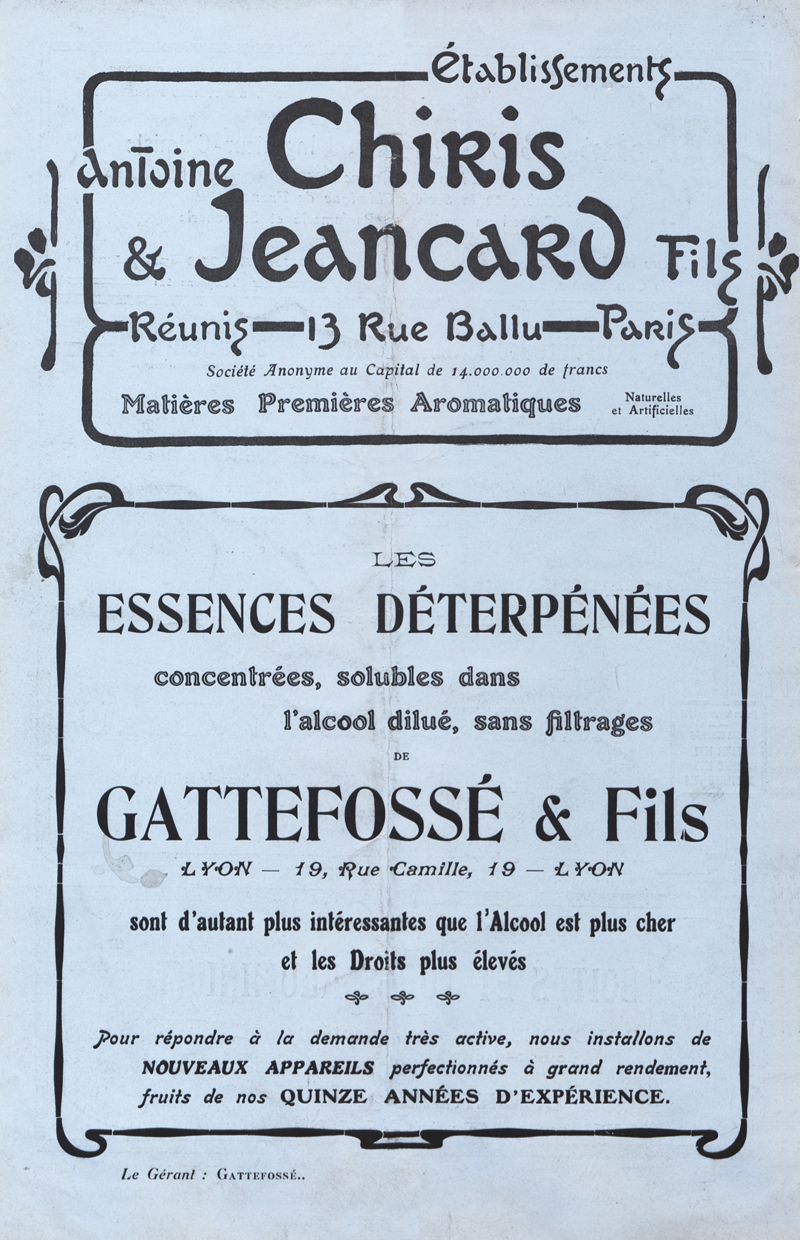 Établissements
Antoine Chiris
& Jeancard Fils
Réunis — 13 Rue Ballu — Paris
Société Anonyme au Capital de 14.000.000 de francs
Matières Premières Aromatiques Naturelles
et Artificielles
LES
ESSENCES DÉTERPÉNÉES
concentrées, solubles dans
l'alcool dilué, sans filtrages
DE
GATTEFOSSÉ & Fils
LYON — 19, Rue Camille, 19 — LYON
sont d'autant plus intéressantes que l'Alcool est plus cher
et les Droits plus élevés
Pour répondre à la demande très active, nous installons de
NOUVEAUX APPAREILS perfectionnés à grand rendement,
fruits de nos QUINZE ANNÉES D'EXPÉRIENCE.
Le Gérant : GATTEFOSSÉ..